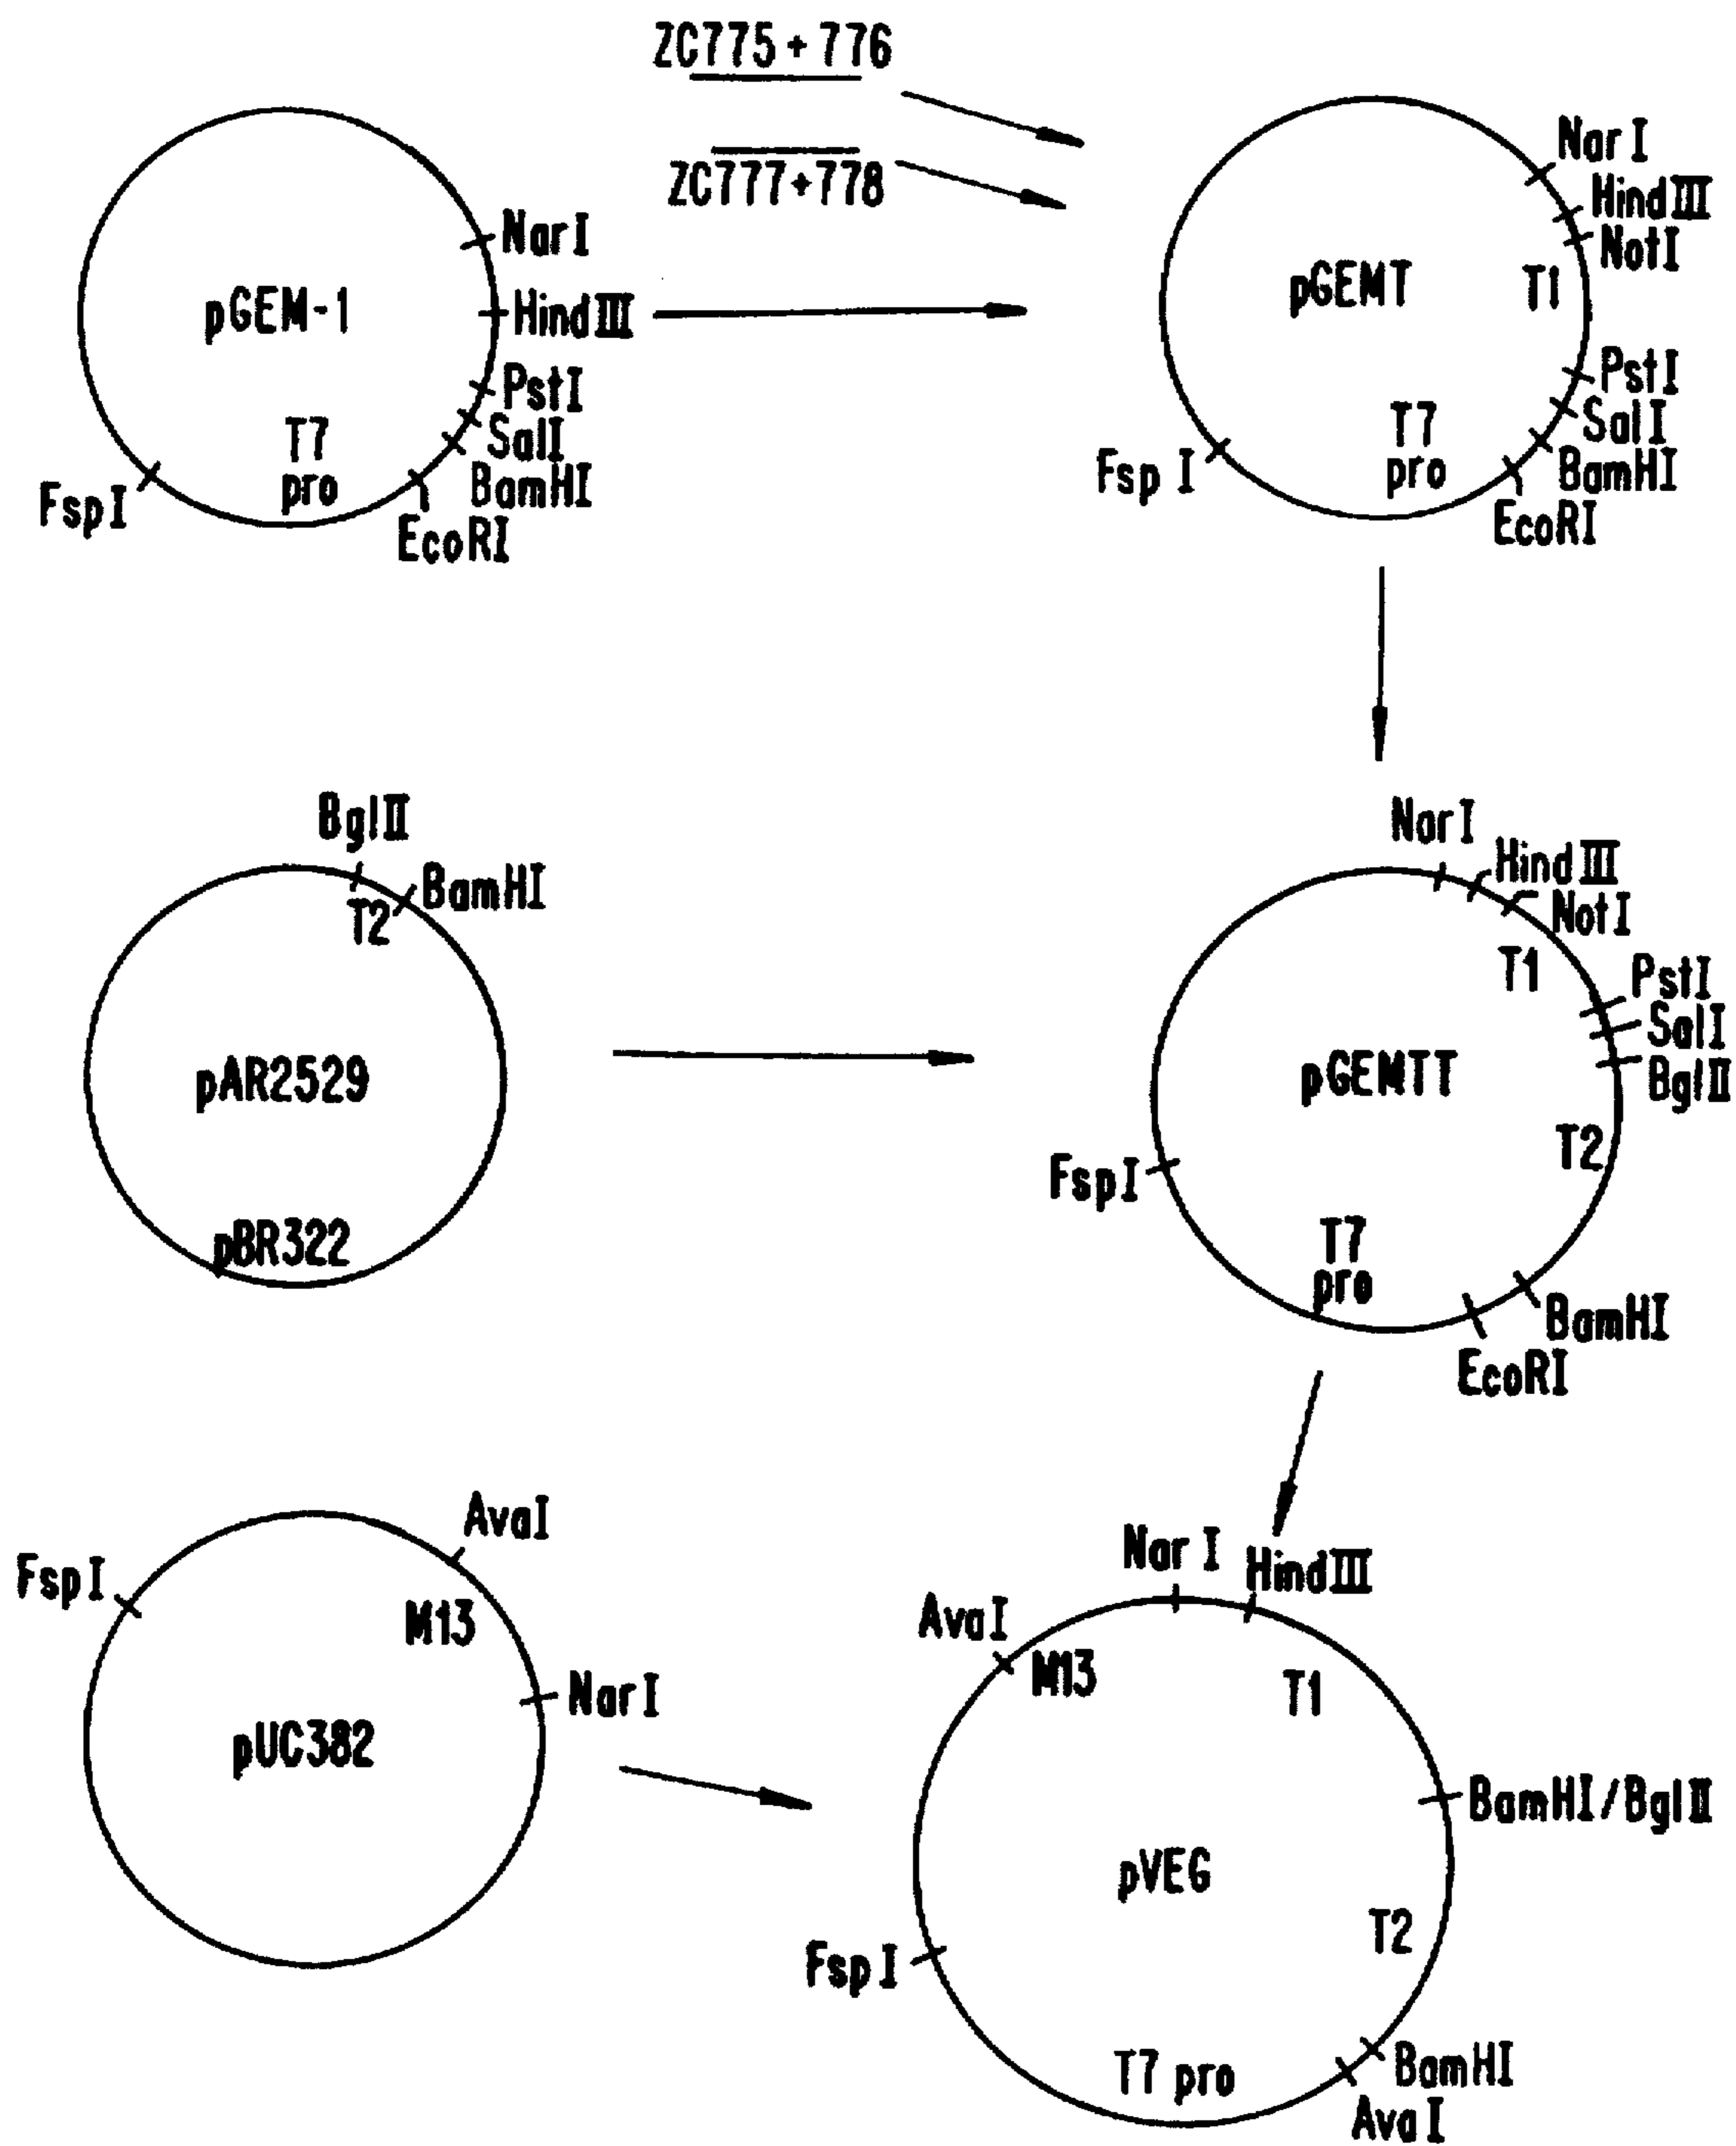 ZC775 + 776
ZC777+778
pGEM-1
NarI
HindIII
PstI
SalI
BamHI
EcoRI
T7
pro
FspI
pGEMT
NarI
HindIII
NotI
T1
PstI
SalI
BamHI
EcoRI
T7
pro
Fsp I
BglII
BamHI
T2
pAR2529
pBR322
NarI
HindIII
NotI
T1
PstI
SalI
BglII
pGEMTT
T2
FspI
T7
pro
BamHI
EcoRI
AvaI
FspI
M13
NarI
pUC382
Nar I
HindIII
AvaI
M13
T1
BamHI/BglII
pVEG
T2
FspI
T7 pro
BamHI
AvaI